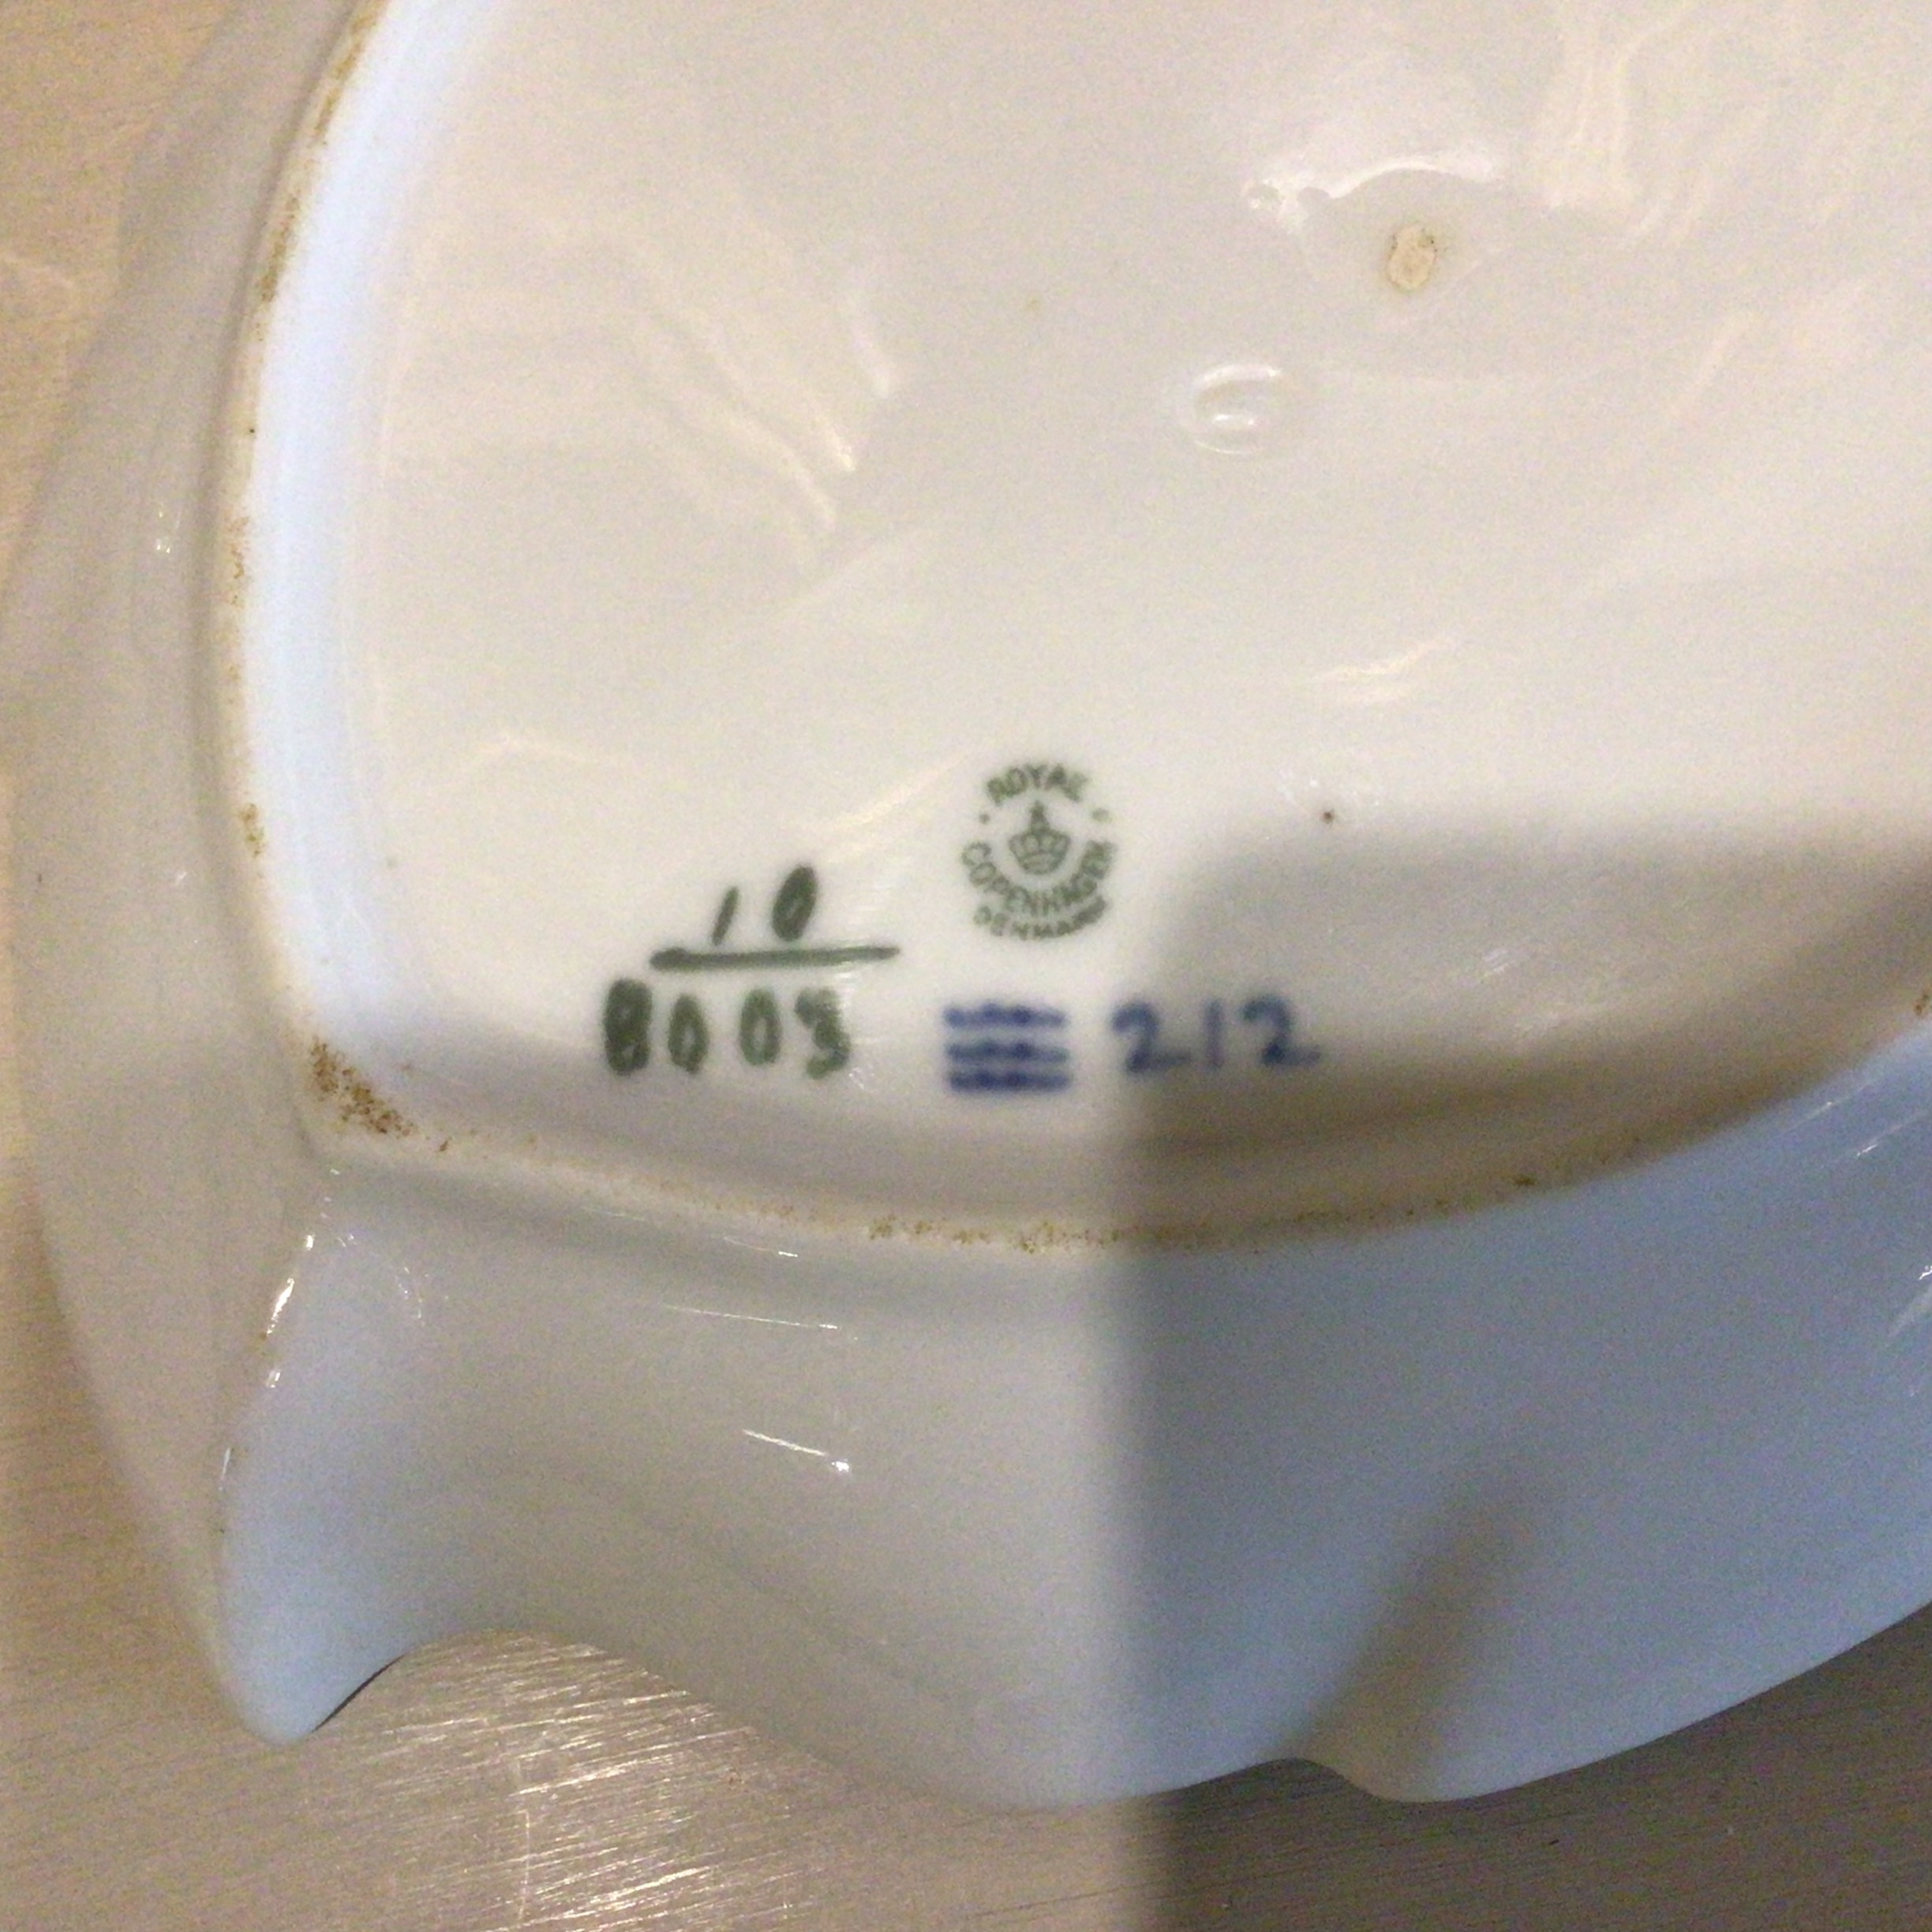 ROYAL
COPENHAGEN
DENMARK
10
8003
212